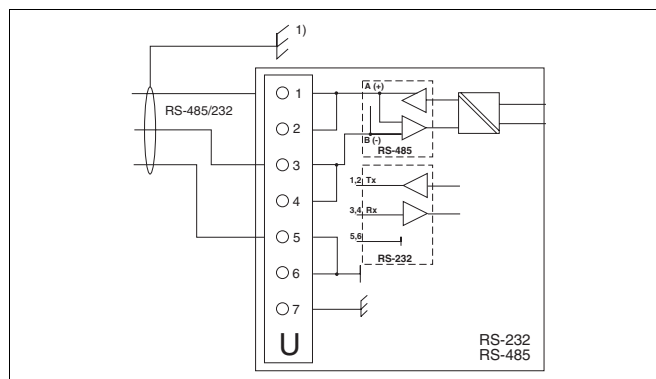 1)
RS-485/232
1
2
3
4
5
6
7
U
A (+)
B (-)
RS-485
1,2 Tx
3,4 Rx
5,6
RS-232
RS-232
RS-485